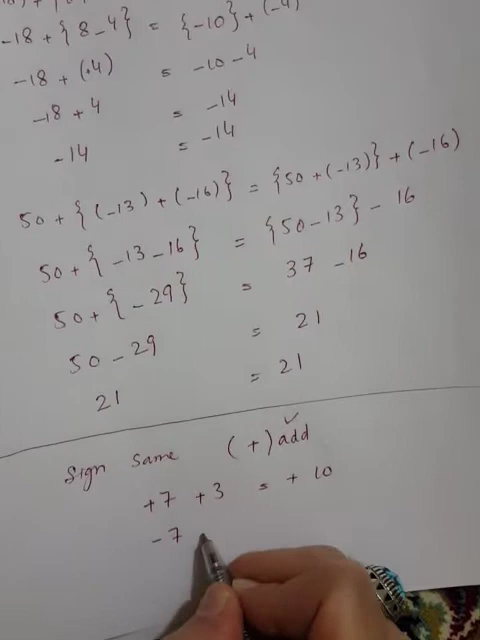 -18 + {8-4} = {-10} + (-4)
-18 + (+4) = -10 -4
-18 + 4 = -14
-14 = -14
50 + {(-13) + (-16)} = {50 + (-13)} + (-16)
50 + {-13 -16} = {50 -13} - 16
50 + {-29} = 37 -16
50 - 29 = 21
21 = 21
Sign Same (+) add ✓
+7 +3 = + 10
-7